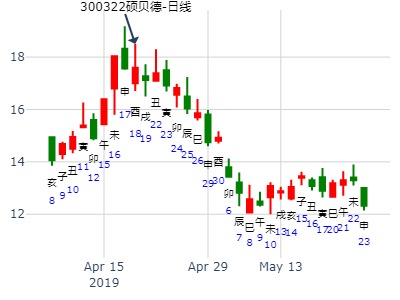 300322硕贝德-日线
18
16
14
12
亥
8
子
9
丑
10
寅
11
卯
12
午
15
未
16
申
17
酉
18
戌
19
丑
22
寅
23
卯
24
辰
25
巳
26
申
29
酉
30
卯
6
辰
7
巳
8
午
9
未
10
戌
13
亥
14
子
15
丑
16
寅
17
巳
20
午
21
未
22
申
23
Apr 15
2019
Apr 29
May 13